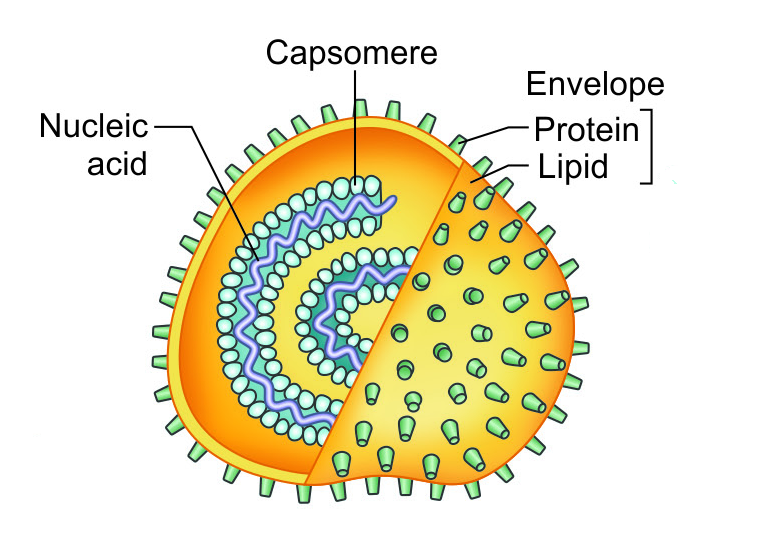 Capsomere
Envelope
Nucleic
acid
Protein
Lipid